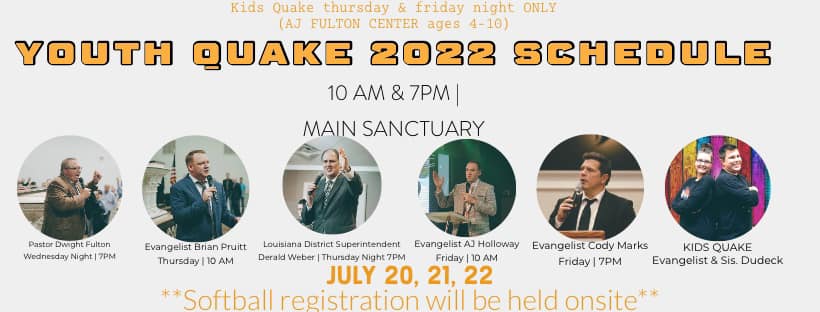 Kids Quake thursday & friday night ONLY
(AJ FULTON CENTER ages 4-10)
YOUTH QUAKE 2022 SCHEDULE
10 AM & 7PM |
MAIN SANCTUARY
Pastor Dwight Fulton
Wednesday Night | 7PM
Evangelist Brian Pruitt
Thursday | 10 AM
Louisiana District Superintendent
Derald Weber | Thursday Night 7PM
Evangelist AJ Holloway
Friday | 10 AM
Evangelist Cody Marks
Friday | 7PM
KIDS QUAKE
Evangelist & Sis. Dudeck
JULY 20, 21, 22
**Softball registration will be held onsite**